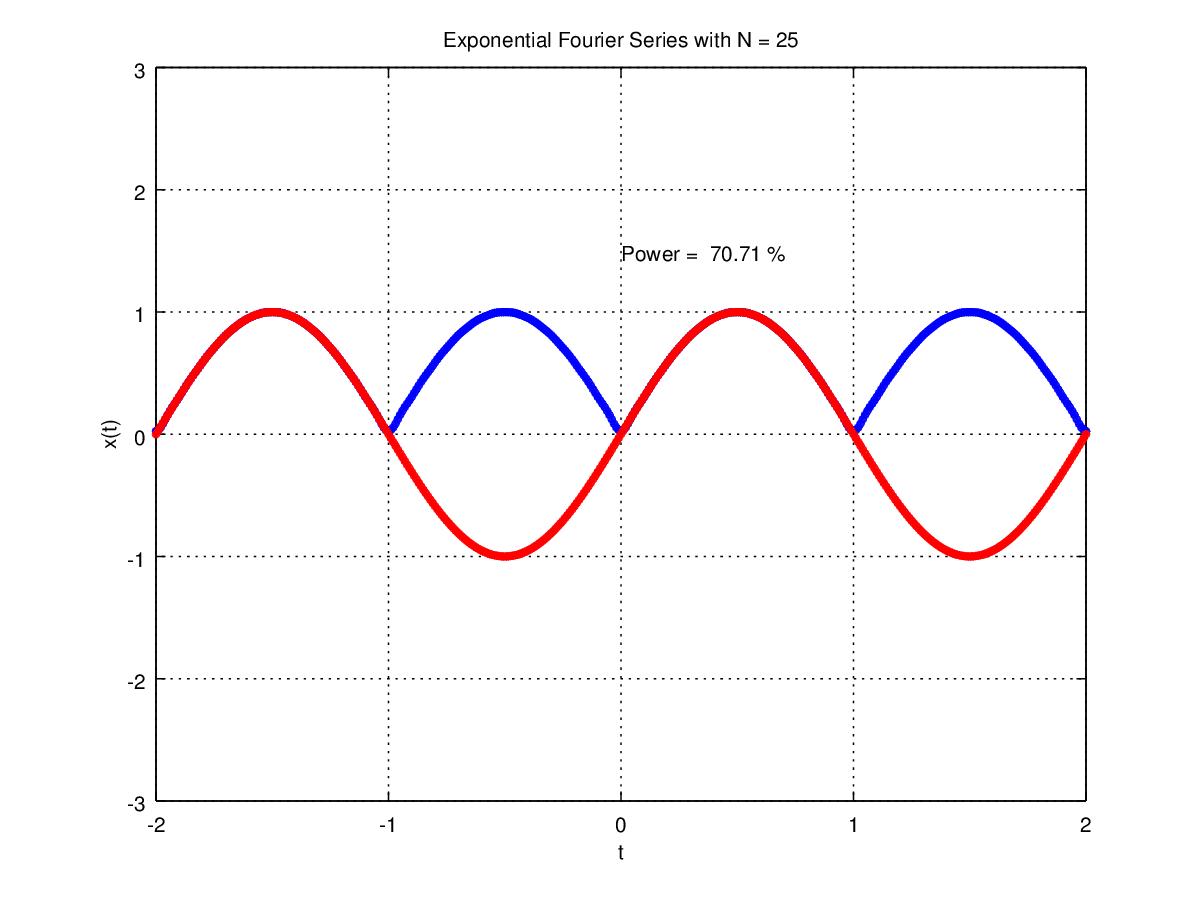 Exponential Fourier Series with N = 25
3
2
Power = 70.71 %
1
x(t)
0
-1
-2
-3
-2 -1 0 1 2
t